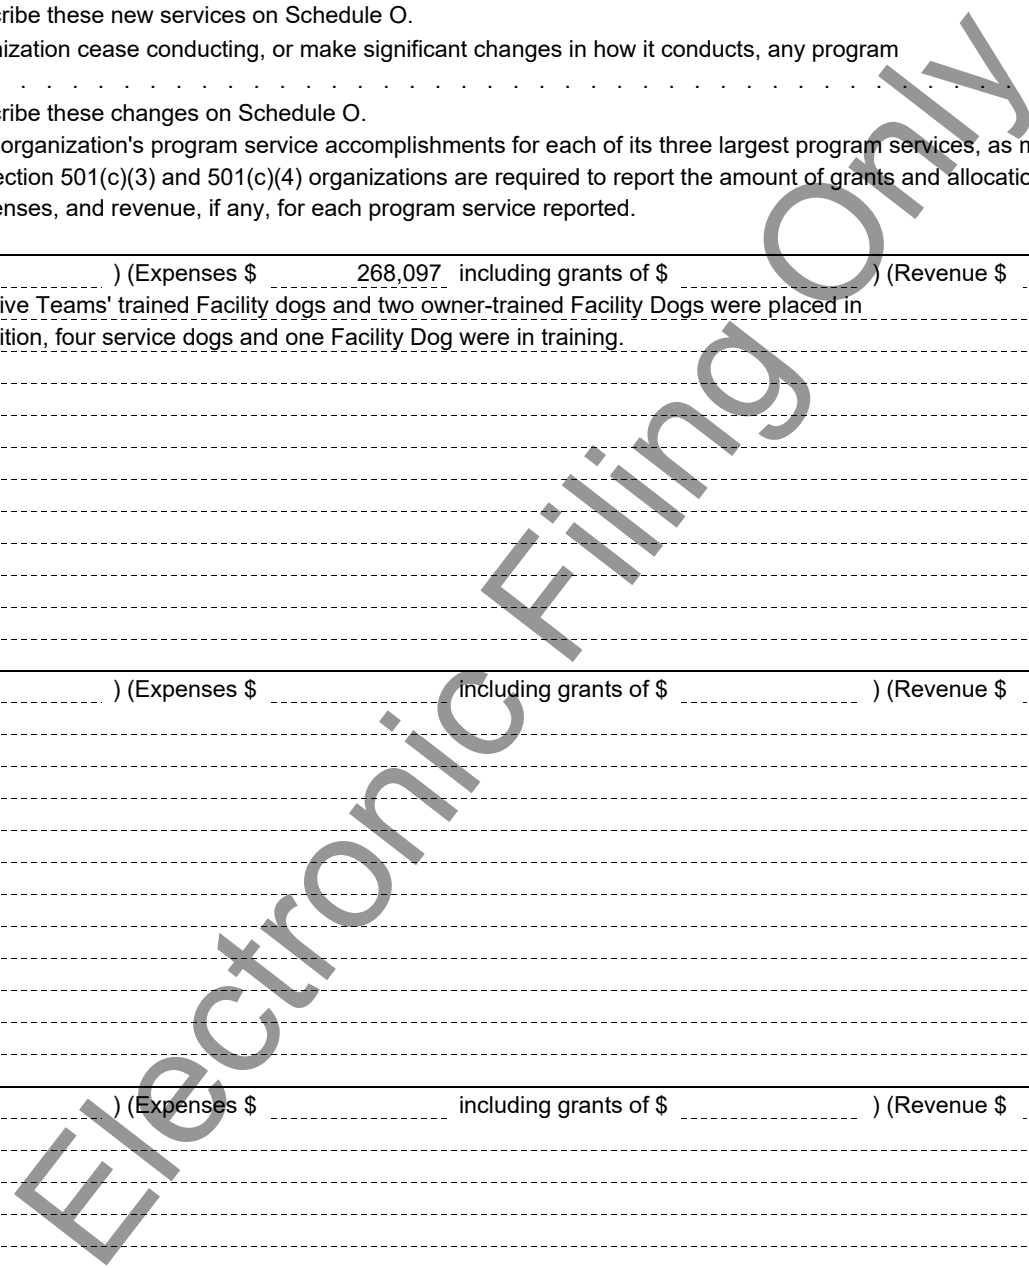 ribe these new services on Schedule O.
nization cease conducting, or make significant changes in how it conducts, any program
. . . . . . . . . . . . . . . . . . . . . . . . . . . . . . . . . . . . . . .
ribe these changes on Schedule O.
organization's program service accomplishments for each of its three largest program services, as m
ection 501(c)(3) and 501(c)(4) organizations are required to report the amount of grants and allocatio
enses, and revenue, if any, for each program service reported.
) (Expenses $ 268,097 including grants of $ ) (Revenue $
ive Teams' trained Facility dogs and two owner-trained Facility Dogs were placed in
ition, four service dogs and one Facility Dog were in training.
) (Expenses $ including grants of $ ) (Revenue $
) (Expenses $ including grants of $ ) (Revenue $
Electronic Filing Only